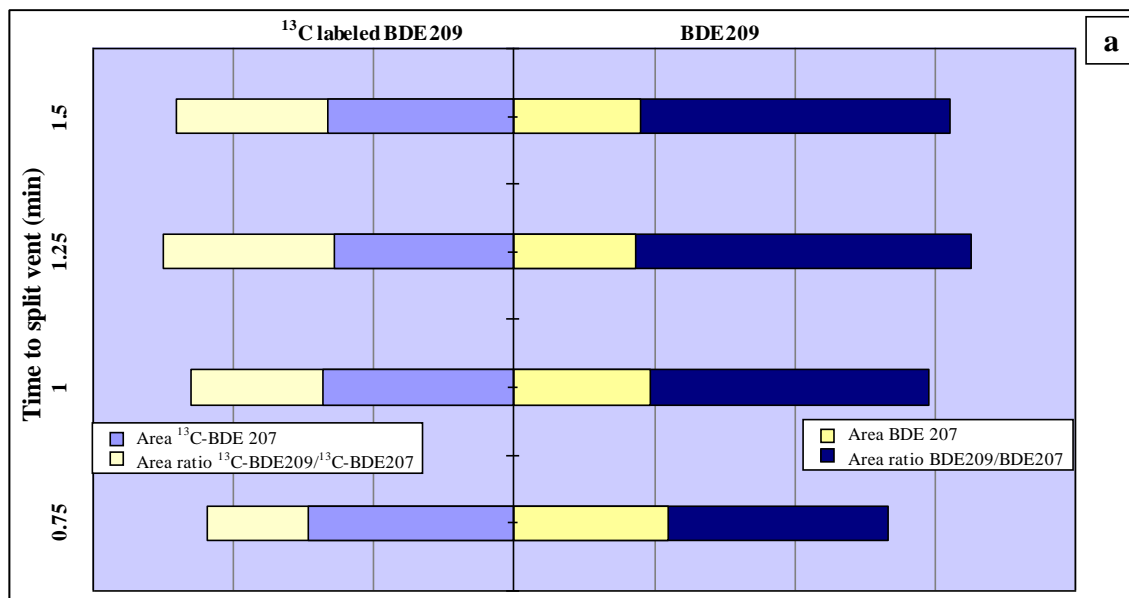 ¹³C labeled BDE209
BDE209
a
Time to split vent (min)
1.5
1.25
1
0.75
Area ¹³C-BDE 207
Area ratio ¹³C-BDE209/¹³C-BDE207
Area BDE 207
Area ratio BDE209/BDE207